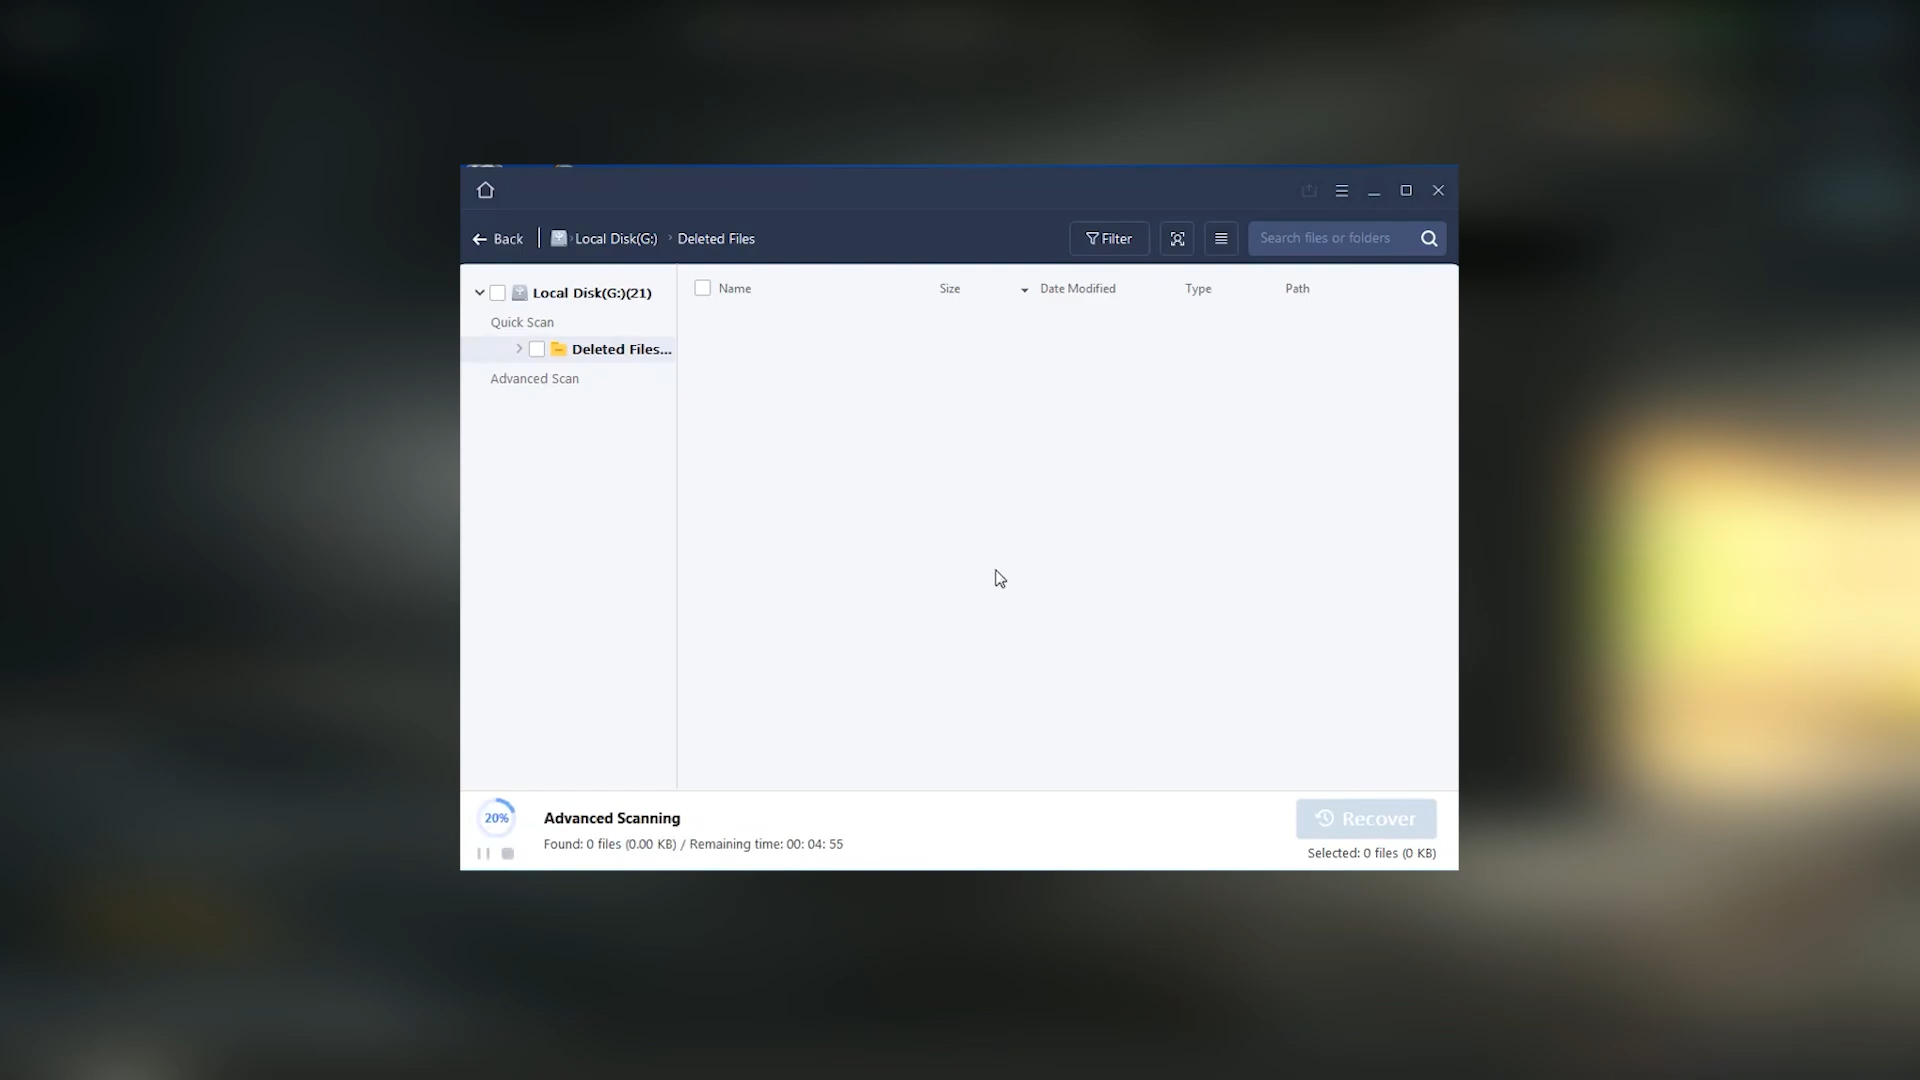 Back Local Disk(G:) Deleted Files Filter Search files or folders
Local Disk(G:)(21)
Quick Scan
Deleted Files...
Advanced Scan
Name Size Date Modified Type Path
20%
Advanced Scanning
Found: 0 files (0.00 KB) / Remaining time: 00: 04: 55
Recover
Selected: 0 files (0 KB)